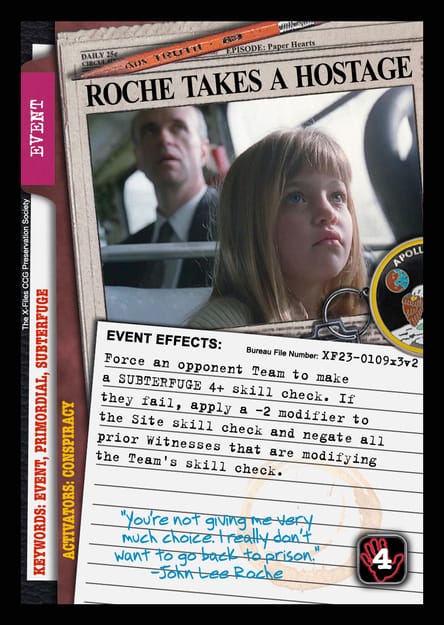 DAILY 25¢
EPISODE: Paper Hearts
ROCHE TAKES A HOSTAGE
EVENT
APOLL
The X-Files CCG Preservation Society
KEYWORDS: EVENT, PRIMORDIAL, SUBTERFUGE
ACTIVATORS: CONSPIRACY
EVENT EFFECTS:
Bureau File Number: XF23-0109x3v2
Force an opponent Team to make
a SUBTERFUGE 4+ skill check. If
they fail, apply a -2 modifier to
the Site skill check and negate all
prior Witnesses that are modifying
the Team's skill check.
"You're not giving me very
much choice. I really don't
want to go back to prison."
-John Lee Roche
4